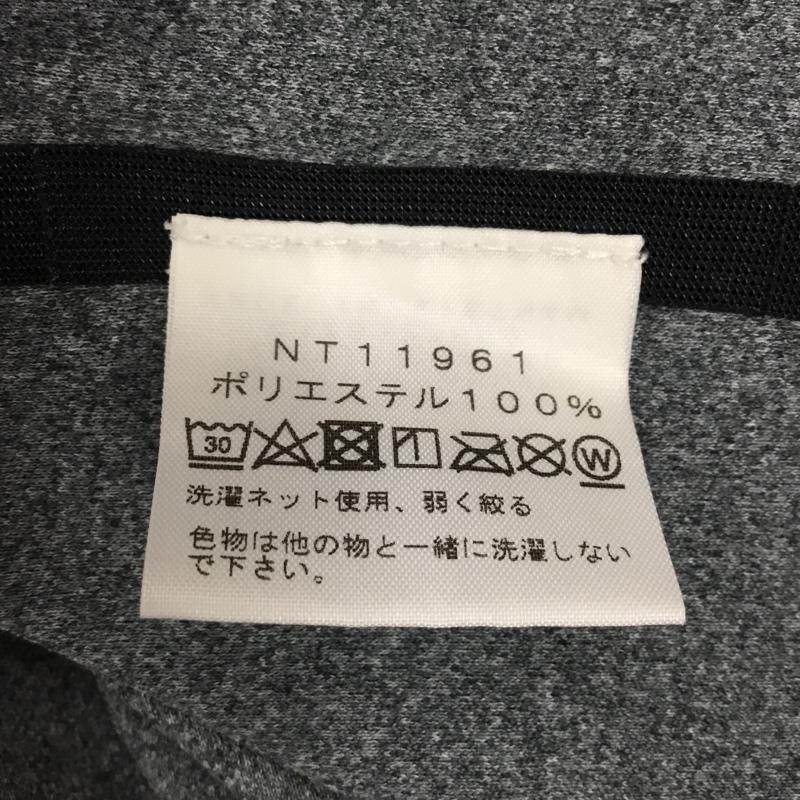 NT11961
ポリエステル100%
30 W
洗濯ネット使用、弱く絞る
色物は他の物と一緒に洗濯しない
で下さい。